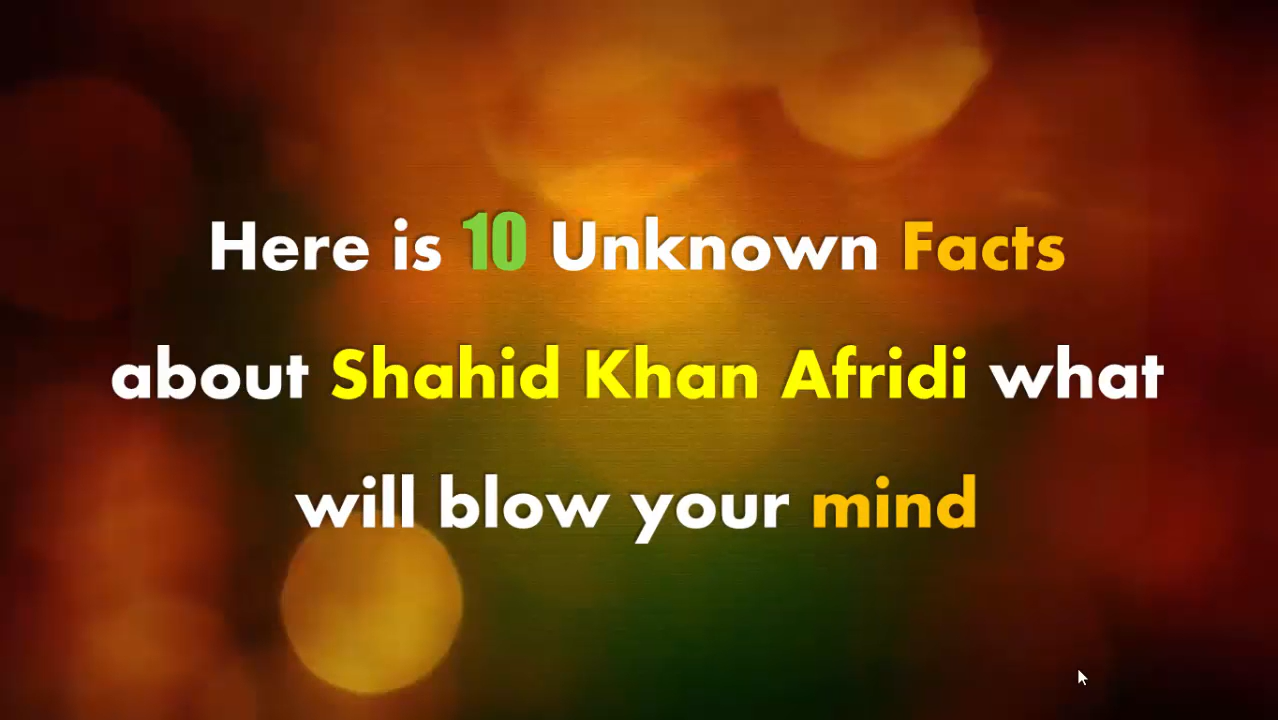 Here is 10 Unknown Facts
about Shahid Khan Afridi what
will blow your mind